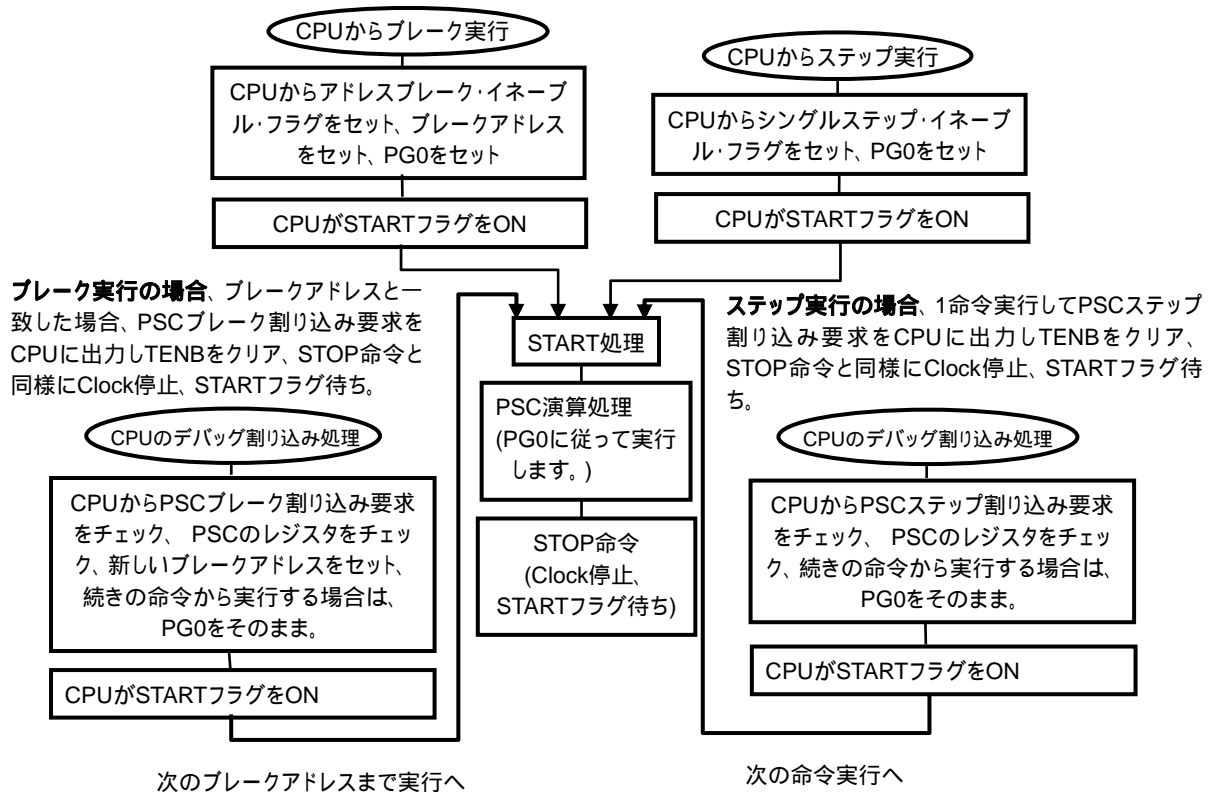 CPUからブレーク実行
CPUからアドレスブレーク・イネーブ
ル・フラグをセット、ブレークアドレス
をセット、PG0をセット
CPUがSTARTフラグをON
CPUからステップ実行
CPUからシングルステップ・イネーブ
ル・フラグをセット、PG0をセット
CPUがSTARTフラグをON
ブレーク実行の場合、ブレークアドレスと一
致した場合、PSCブレーク割り込み要求を
CPUに出力しTENBをクリア、STOP命令と
同様にClock停止、STARTフラグ待ち。
START処理
PSC演算処理
(PG0に従って実行
します。)
STOP命令
(Clock停止、
STARTフラグ待ち)
ステップ実行の場合、1命令実行してPSCステップ
割り込み要求をCPUに出力しTENBをクリア、
STOP命令と同様にClock停止、STARTフラグ待
ち。
CPUのデバッグ割り込み処理
CPUからPSCブレーク割り込み要求
をチェック、 PSCのレジスタをチェッ
ク、新しいブレークアドレスをセット、
続きの命令から実行する場合は、
PG0をそのまま。
CPUがSTARTフラグをON
次のブレークアドレスまで実行へ
CPUのデバッグ割り込み処理
CPUからPSCステップ割り込み要求
をチェック、 PSCのレジスタをチェッ
ク、続きの命令から実行する場合は、
PG0をそのまま。
CPUがSTARTフラグをON
次の命令実行へ